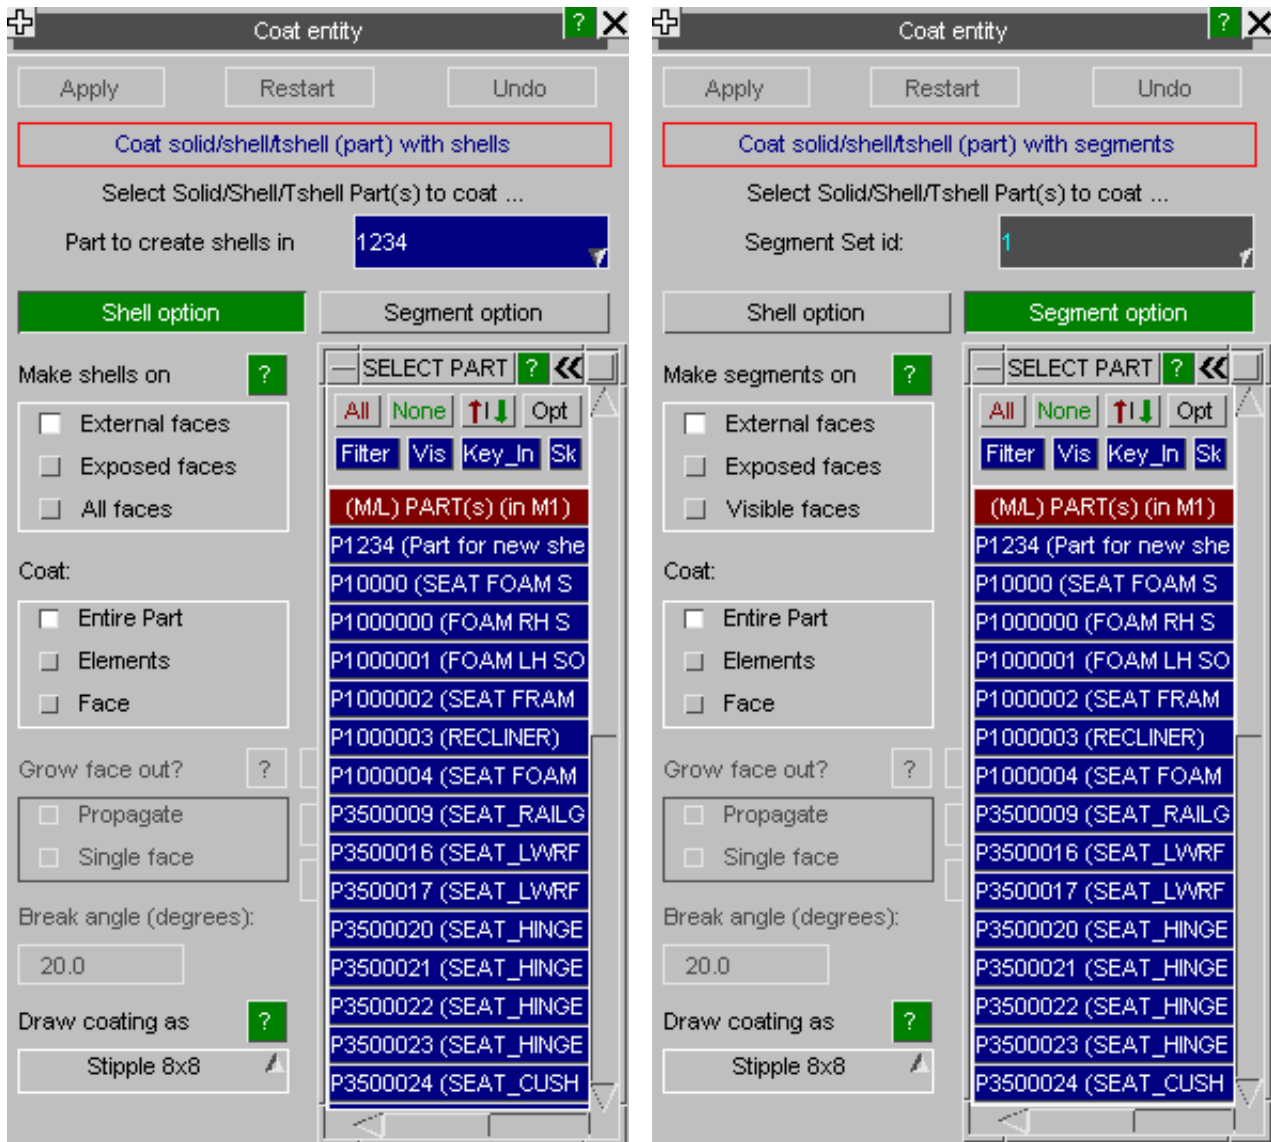 Coat entity ?
Apply Restart Undo
Coat solid/shell/tshell (part) with shells
Select Solid/Shell/Tshell Part(s) to coat ...
Part to create shells in 1234
Shell option Segment option
Make shells on ?
External faces
Exposed faces
All faces
Coat:
Entire Part
Elements
Face
Grow face out? ?
Propagate
Single face
Break angle (degrees):
20.0
Draw coating as ?
Stipple 8x8
SELECT PART ?
All None Opt
Filter Vis Key_In Sk
(M/L) PART(s) (in M1)
P1234 (Part for new she
P10000 (SEAT FOAM S
P1000000 (FOAM RH S
P1000001 (FOAM LH SO
P1000002 (SEAT FRAM
P1000003 (RECLINER)
P1000004 (SEAT FOAM
P3500009 (SEAT_RAILG
P3500016 (SEAT_LWRF
P3500017 (SEAT_LWRF
P3500020 (SEAT_HINGE
P3500021 (SEAT_HINGE
P3500022 (SEAT_HINGE
P3500023 (SEAT_HINGE
P3500024 (SEAT_CUSH
Coat entity ?
Apply Restart Undo
Coat solid/shell/tshell (part) with segments
Select Solid/Shell/Tshell Part(s) to coat ...
Segment Set id: 1
Shell option Segment option
Make segments on ?
External faces
Exposed faces
Visible faces
Coat:
Entire Part
Elements
Face
Grow face out? ?
Propagate
Single face
Break angle (degrees):
20.0
Draw coating as ?
Stipple 8x8
SELECT PART ?
All None Opt
Filter Vis Key_In Sk
(M/L) PART(s) (in M1)
P1234 (Part for new she
P10000 (SEAT FOAM S
P1000000 (FOAM RH S
P1000001 (FOAM LH SO
P1000002 (SEAT FRAM
P1000003 (RECLINER)
P1000004 (SEAT FOAM
P3500009 (SEAT_RAILG
P3500016 (SEAT_LWRF
P3500017 (SEAT_LWRF
P3500020 (SEAT_HINGE
P3500021 (SEAT_HINGE
P3500022 (SEAT_HINGE
P3500023 (SEAT_HINGE
P3500024 (SEAT_CUSH